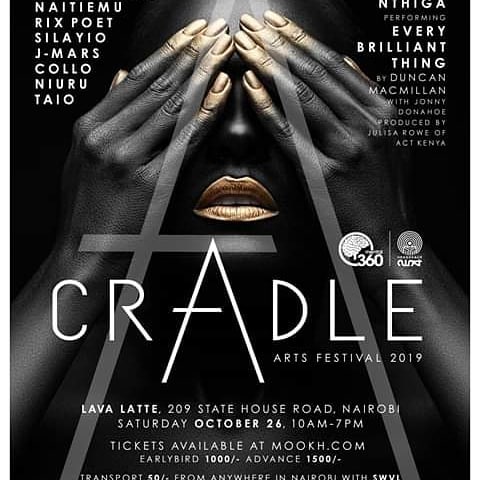 NAITIEMU
RIX POET
SILAYIO
J-MARS
COLLO
NIURU
TAIO
NTHIGA
PERFORMING
EVERY
BRILLIANT
THING
BY DUNCAN
MACMILLAN
WITH JONNY
DONAHOE
PRODUCED BY
JULISA ROWE OF
ACT KENYA
360°
CRADLE
ARTS FESTIVAL 2019
LAVA LATTE, 209 STATE HOUSE ROAD, NAIROBI
SATURDAY OCTOBER 26, 10AM-7PM
TICKETS AVAILABLE AT MOOKH.COM
EARLYBIRD 1000/- ADVANCE 1500/-
TRANSPORT 50/- FROM ANYWHERE IN NAIROBI WITH SWVL